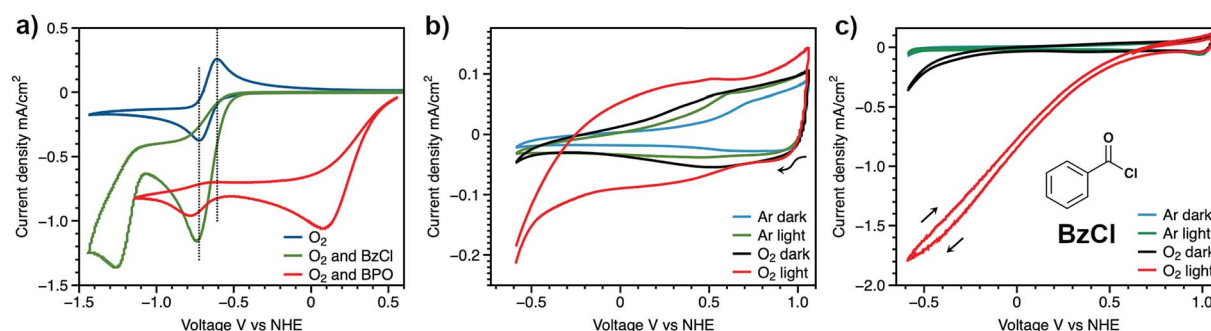 a)
Current density mA/cm²
0.5
0
−0.5
−1.0
−1.5
−1.5
−1.0
−0.5
0
0.5
Voltage V vs NHE
O₂
O₂ and BzCl
O₂ and BPO
b)
Current density mA/cm²
0.1
0
−0.1
−0.2
−0.5
0
0.5
1.0
Voltage V vs NHE
Ar dark
Ar light
O₂ dark
O₂ light
c)
Current density mA/cm²
0
−0.5
−1.0
−1.5
−2.0
−0.5
0
0.5
1.0
Voltage V vs NHE
O
Cl
BzCl
Ar dark
Ar light
O₂ dark
O₂ light